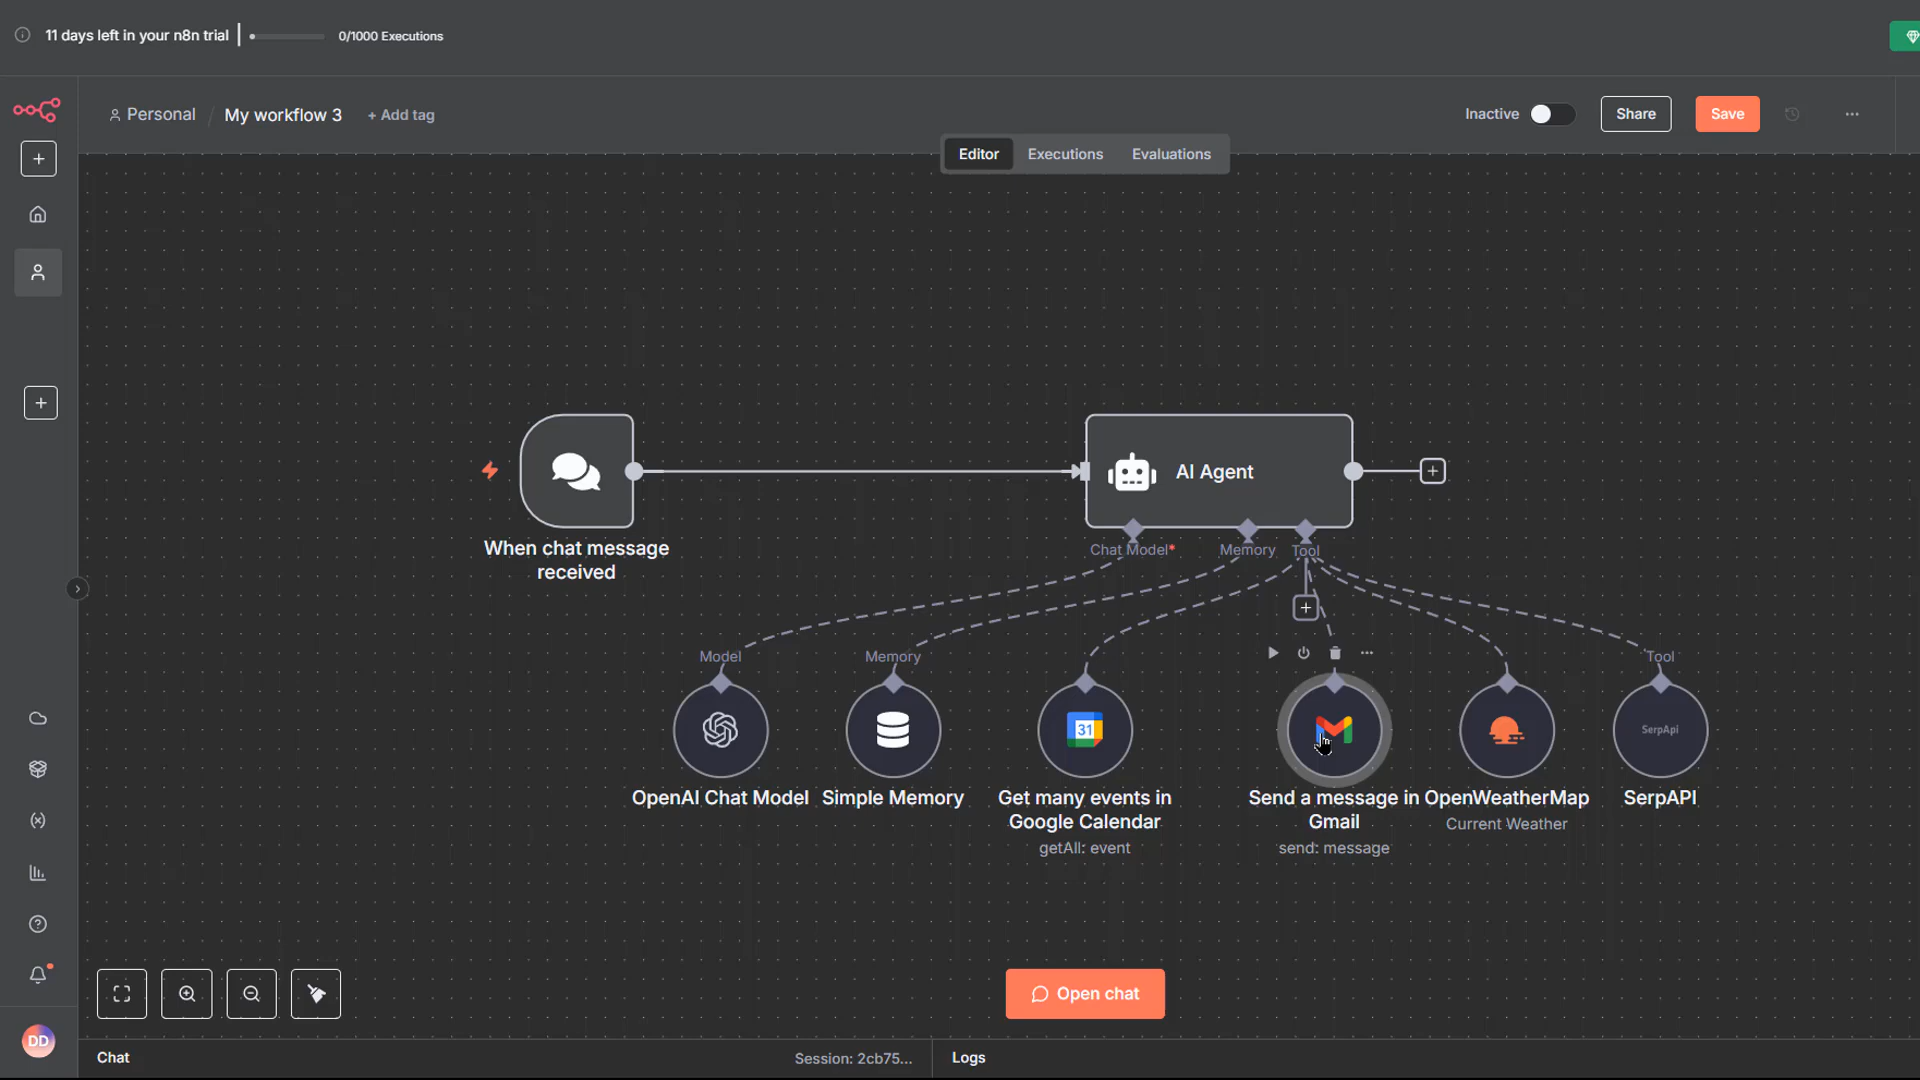 11 days left in your n8n trial
0/1000 Executions
Personal / My workflow 3 + Add tag
Inactive
Share
Save
Editor
Executions
Evaluations
AI Agent
When chat message
received
Chat Model*
Memory
Tool
Model
Memory
Tool
31
SerpApi
OpenAI Chat Model
Simple Memory
Get many events in
Google Calendar
getAll: event
Send a message in
Gmail
send: message
OpenWeatherMap
Current Weather
SerpAPI
Open chat
DD
Chat
Session: 2cb75...
Logs